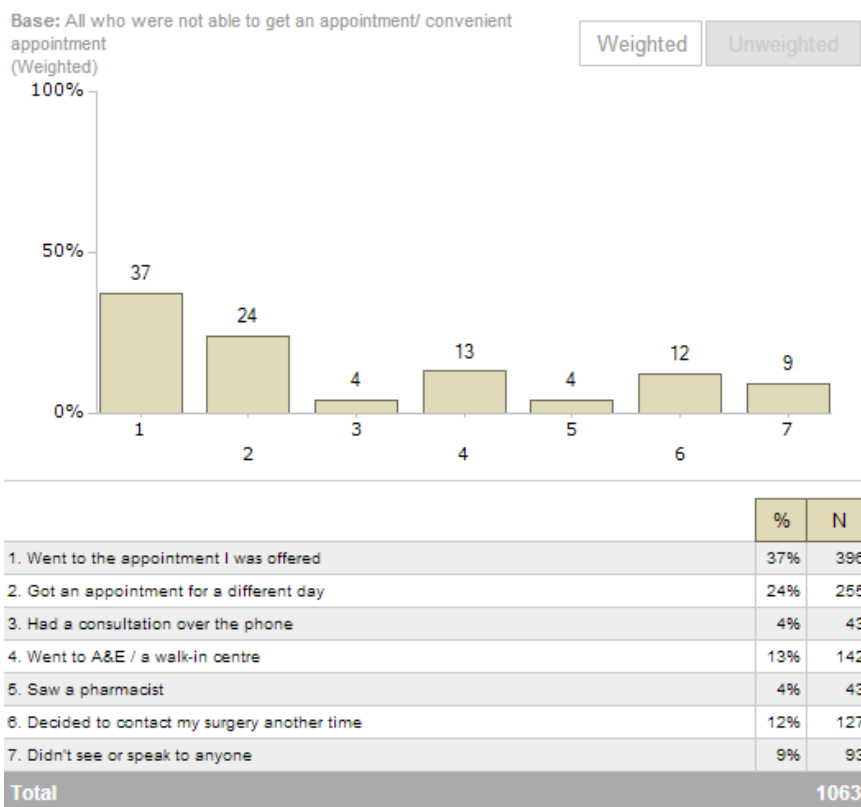 Base: All who were not able to get an appointment/ convenient
appointment
(Weighted)
Weighted Unweighted
100%
50%
0%
37
24
4
13
4
12
9
1
2
3
4
5
6
7
% N
1. Went to the appointment I was offered 37% 396
2. Got an appointment for a different day 24% 255
3. Had a consultation over the phone 4% 43
4. Went to A&E / a walk-in centre 13% 142
5. Saw a pharmacist 4% 43
6. Decided to contact my surgery another time 12% 127
7. Didn't see or speak to anyone 9% 93
Total 1063